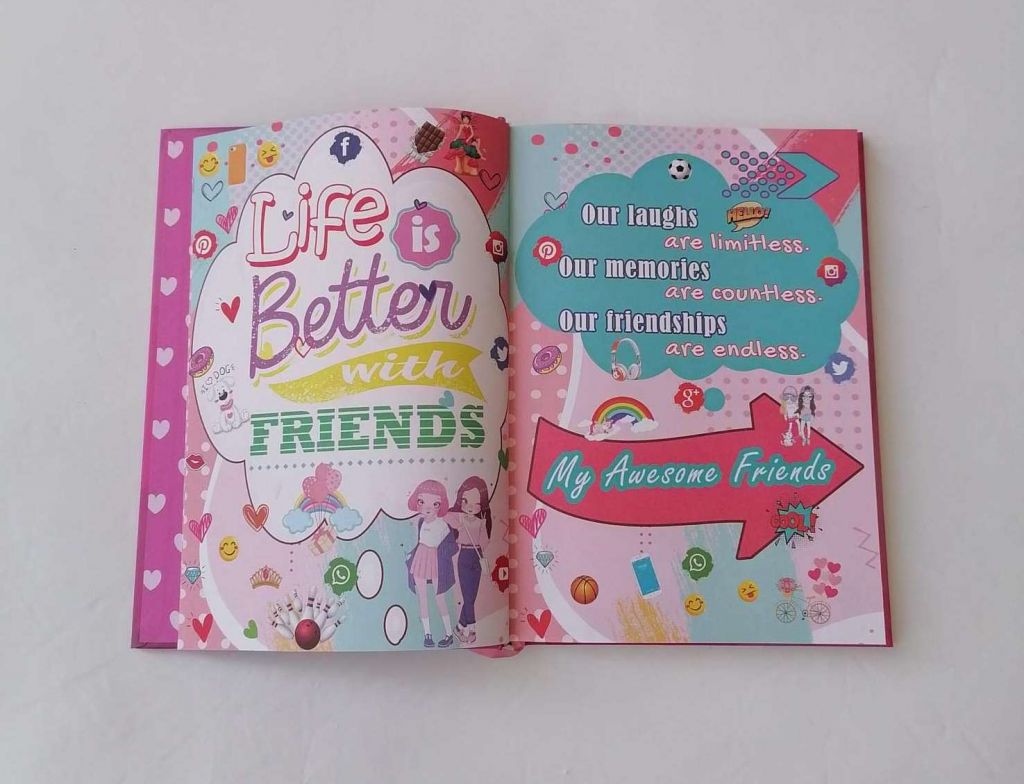 Life is
Better
with
FRIENDS
I ♥ DOGS
Our laughs
HELLO!
are limitless.
Our memories
are countless.
Our friendships
are endless.
g+
My Awesome Friends
COOL!